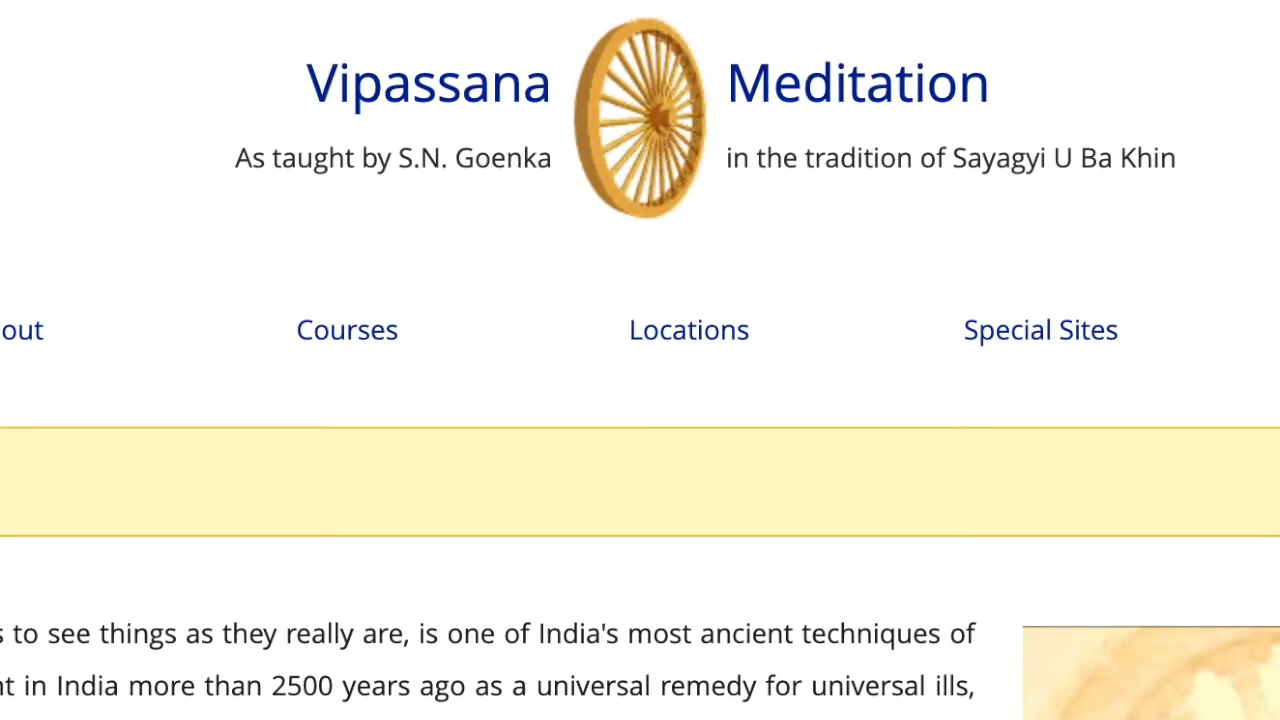 Vipassana Meditation
As taught by S.N. Goenka in the tradition of Sayagyi U Ba Khin
out Courses Locations Special Sites
to see things as they really are, is one of India's most ancient techniques of
in India more than 2500 years ago as a universal remedy for universal ills,